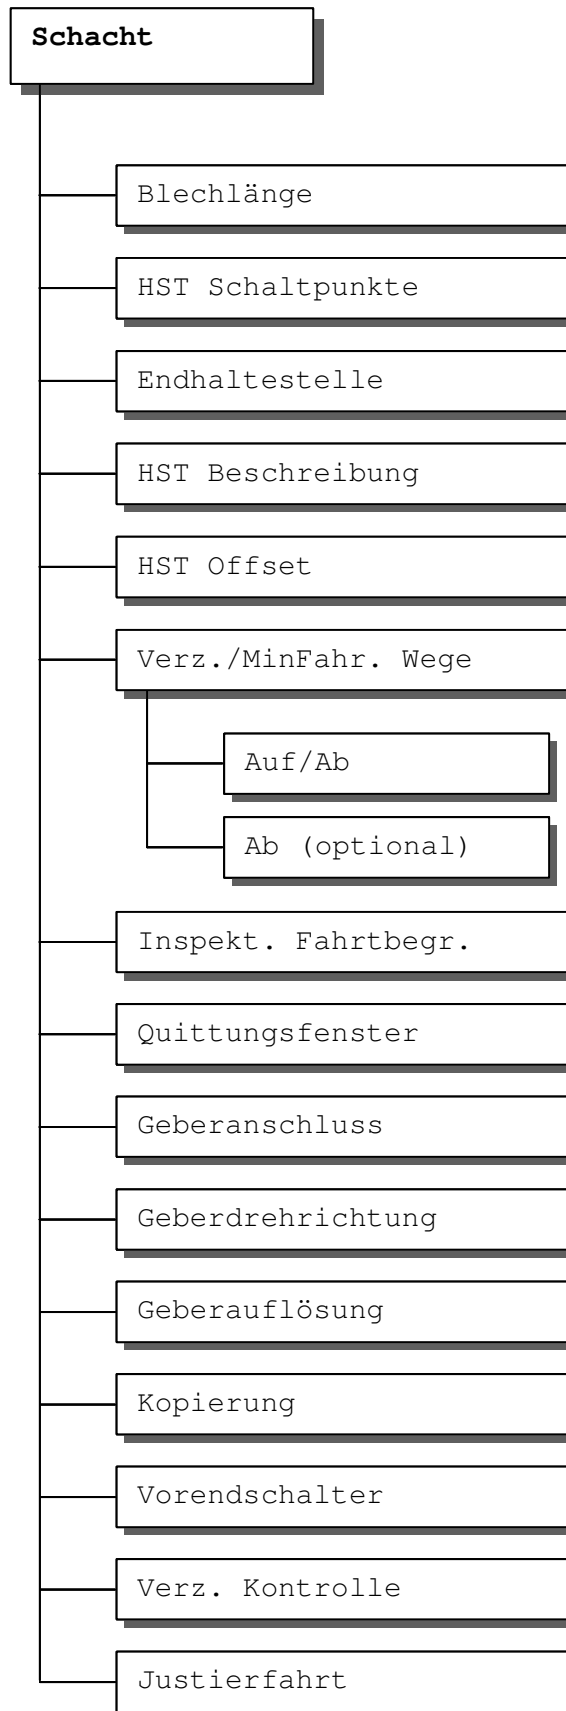 Schacht
Blechlänge
HST Schaltpunkte
Endhaltestelle
HST Beschreibung
HST Offset
Verz./MinFahr. Wege
Auf/Ab
Ab (optional)
Inspekt. Fahrtbegr.
Quittungsfenster
Geberanschluss
Geberdrehrichtung
Geberauflösung
Kopierung
Vorendschalter
Verz. Kontrolle
Justierfahrt